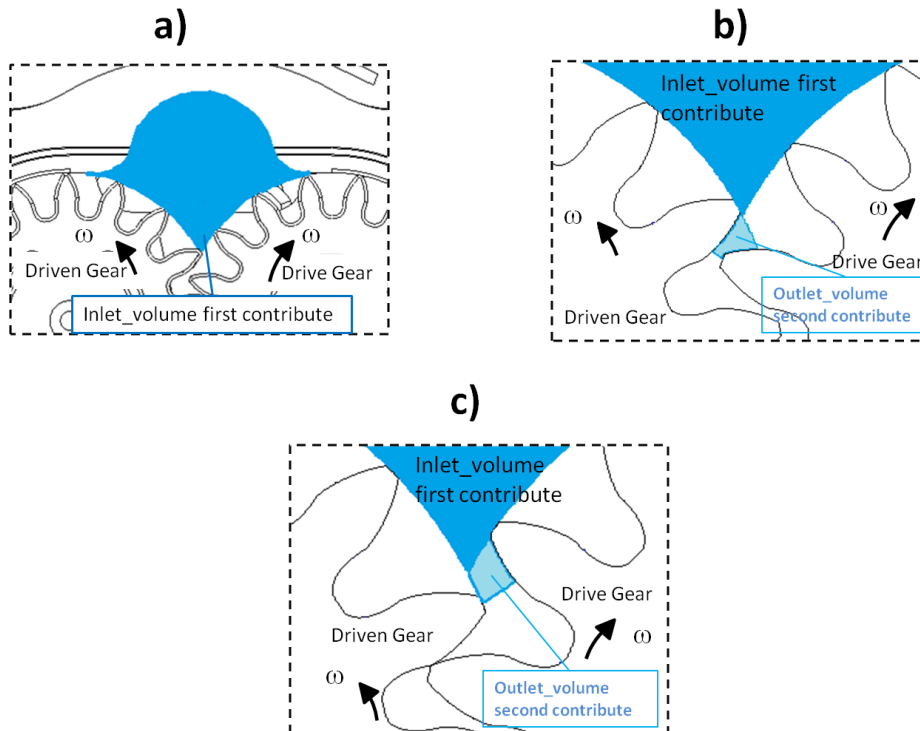 a)
ω
ω
Driven Gear
Drive Gear
Inlet_volume first contribute
b)
Inlet_volume first
contribute
ω
ω
Drive Gear
Driven Gear
Outlet_volume
second contribute
c)
Inlet_volume
first contribute
Drive Gear
Driven Gear
ω
ω
Outlet_volume
second contribute